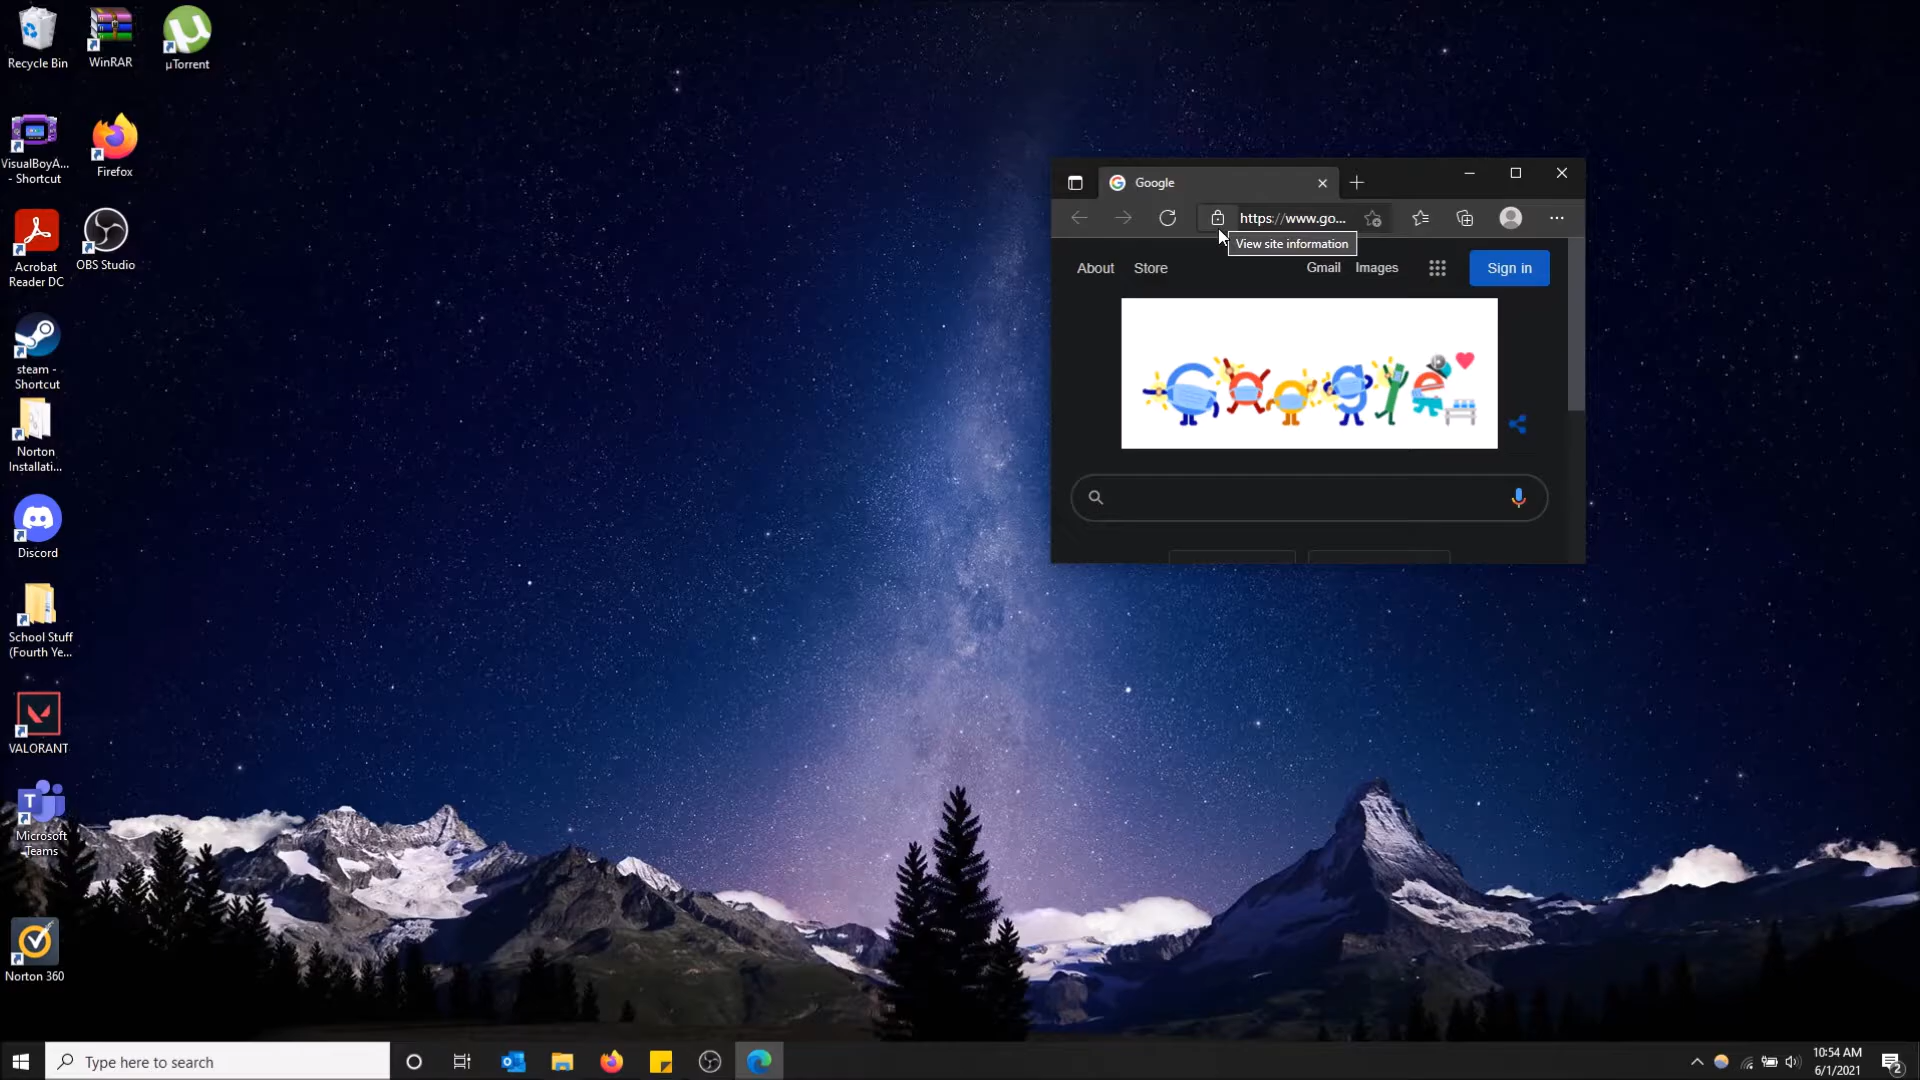 Recycle Bin
WinRAR
µTorrent
VisualBoyA...
- Shortcut
Firefox
Acrobat
Reader DC
OBS Studio
steam -
Shortcut
Norton
Installati...
Discord
School Stuff
(Fourth Ye...
VALORANT
Microsoft
Teams
Norton 360
Google
https://www.go...
View site information
About
Store
Gmail
Images
Sign in
Google
Type here to search
10:54 AM
6/1/2021
2